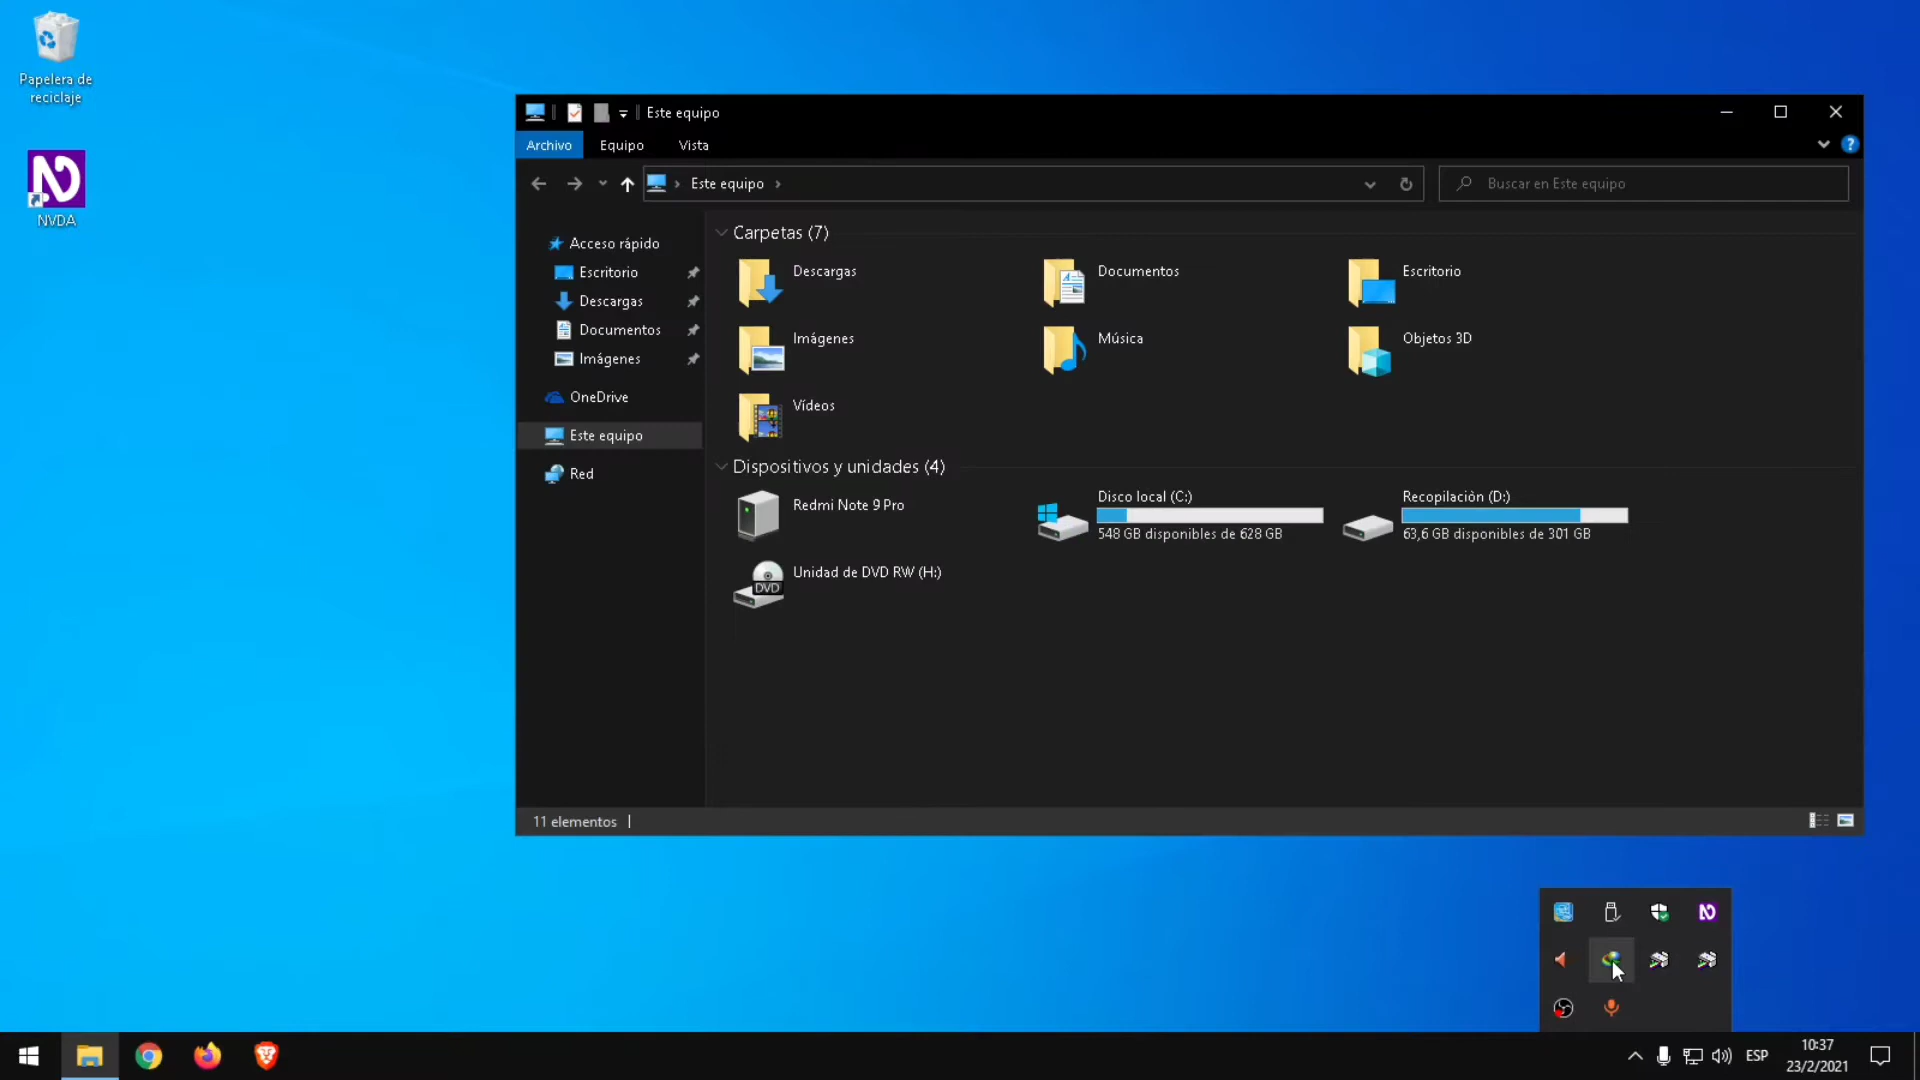 Papelera de
reciclaje
NVDA
Este equipo
Archivo
Equipo
Vista
Este equipo
Buscar en Este equipo
Acceso rápido
Escritorio
Descargas
Documentos
Imágenes
OneDrive
Este equipo
Red
Carpetas (7)
Descargas
Documentos
Escritorio
Imágenes
Música
Objetos 3D
Vídeos
Dispositivos y unidades (4)
Redmi Note 9 Pro
Disco local (C:)
548 GB disponibles de 628 GB
Recopilaciòn (D:)
63,6 GB disponibles de 301 GB
DVD
Unidad de DVD RW (H:)
11 elementos
ESP
10:37
23/2/2021